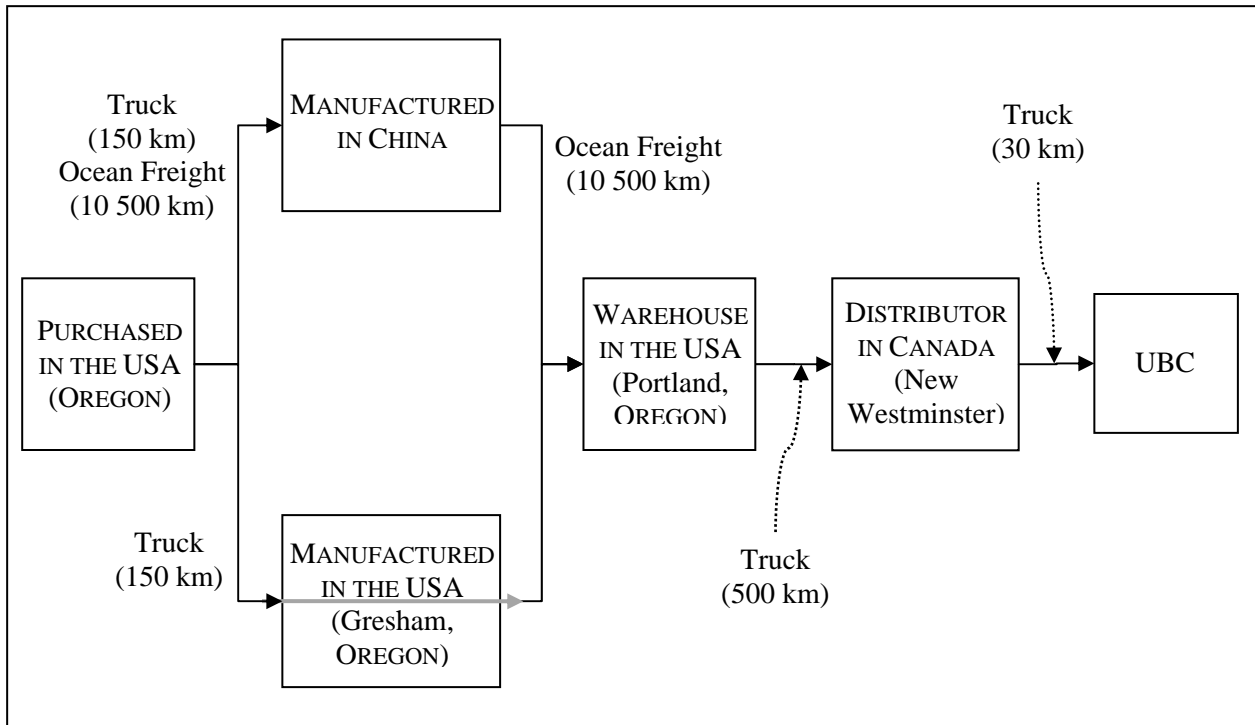 Truck
(150 km)
Ocean Freight
(10 500 km)
MANUFACTURED
IN CHINA
Ocean Freight
(10 500 km)
Truck
(30 km)
PURCHASED
IN THE USA
(OREGON)
WAREHOUSE
IN THE USA
(Portland,
OREGON)
DISTRIBUTOR
IN CANADA
(New
Westminster)
UBC
Truck
(150 km)
MANUFACTURED
IN THE USA
(Gresham,
OREGON)
Truck
(500 km)